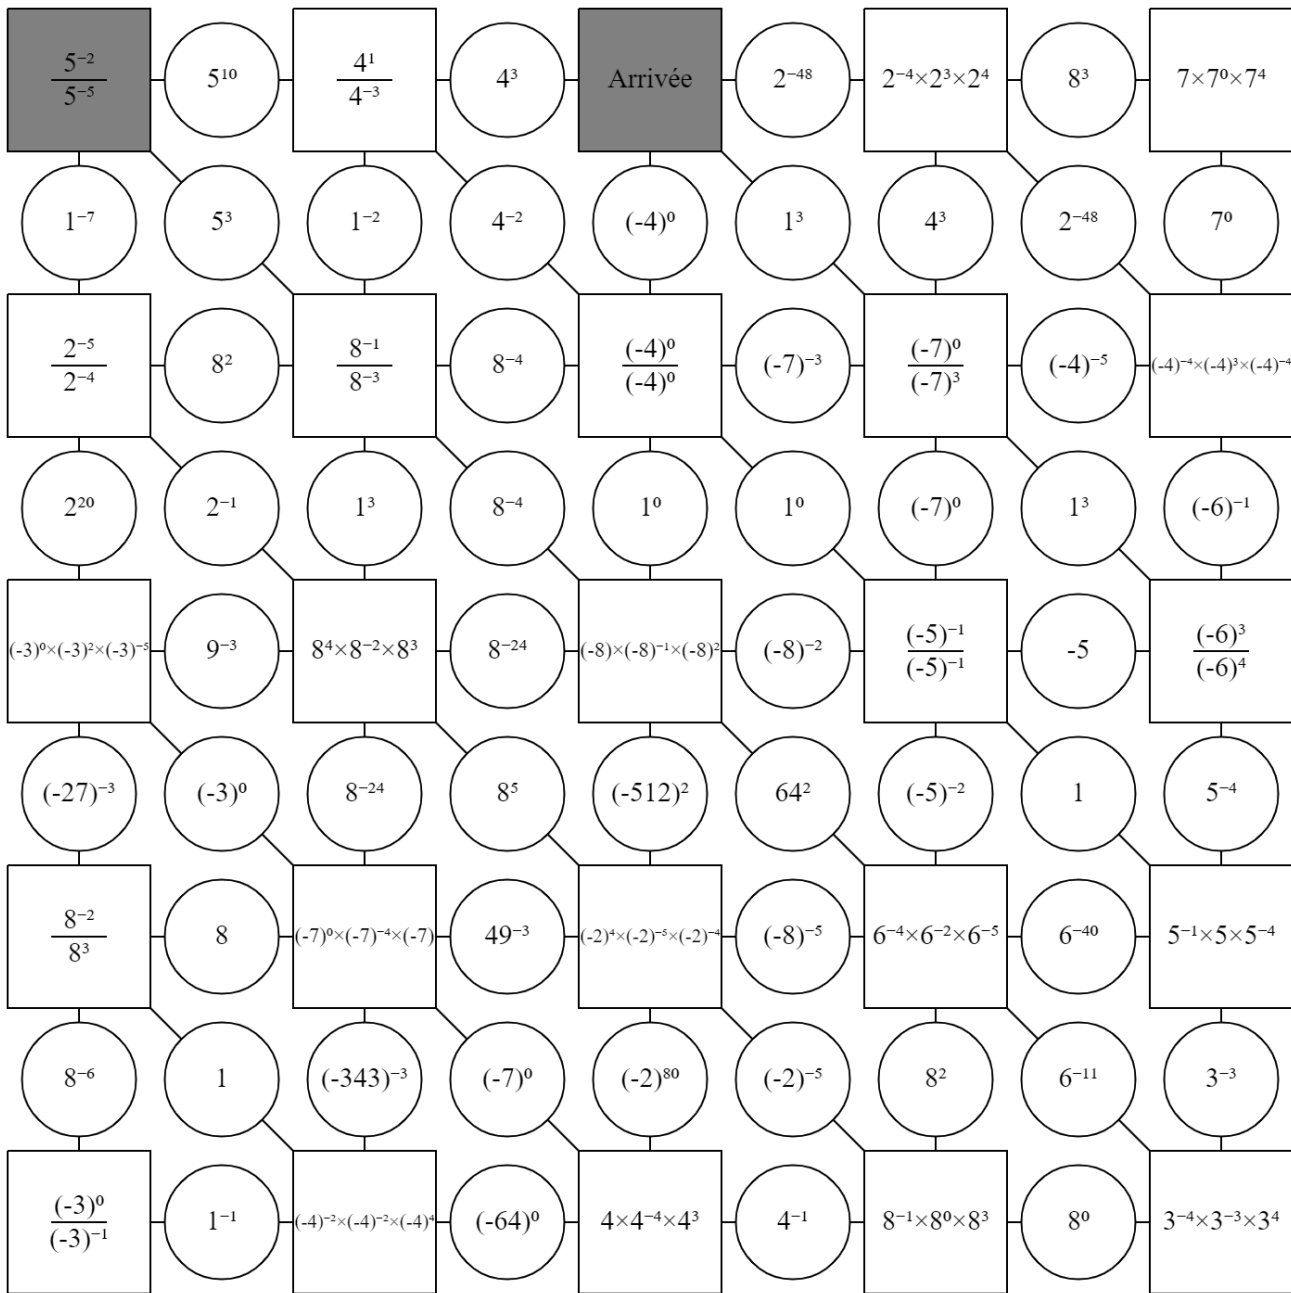 5⁻²/5⁻⁵ 5¹⁰ 4¹/4⁻³ 4³ Arrivée 2⁻⁴⁸ 2⁻⁴×2³×2⁴ 8³ 7×7⁰×7⁴
1⁻⁷ 5³ 1⁻² 4⁻² (-4)⁰ 1³ 4³ 2⁻⁴⁸ 7⁰
2⁻⁵/2⁻⁴ 8² 8⁻¹/8⁻³ 8⁻⁴ (-4)⁰/(-4)⁰ (-7)⁻³ (-7)⁰/(-7)³ (-4)⁻⁵ (-4)⁻⁴×(-4)³×(-4)⁻⁴
2²⁰ 2⁻¹ 1³ 8⁻⁴ 1⁰ 1⁰ (-7)⁰ 1³ (-6)⁻¹
(-3)⁰×(-3)²×(-3)⁻⁵ 9⁻³ 8⁴×8⁻²×8³ 8⁻²⁴ (-8)×(-8)⁻¹×(-8)² (-8)⁻² (-5)⁻¹/(-5)⁻¹ -5 (-6)³/(-6)⁴
(-27)⁻³ (-3)⁰ 8⁻²⁴ 8⁵ (-512)² 64² (-5)⁻² 1 5⁻⁴
8⁻²/8³ 8 (-7)⁰×(-7)⁻⁴×(-7) 49⁻³ (-2)⁴×(-2)⁻⁵×(-2)⁻⁴ (-8)⁻⁵ 6⁻⁴×6⁻²×6⁻⁵ 6⁻⁴⁰ 5⁻¹×5×5⁻⁴
8⁻⁶ 1 (-343)⁻³ (-7)⁰ (-2)⁸⁰ (-2)⁻⁵ 8² 6⁻¹¹ 3⁻³
(-3)⁰/(-3)⁻¹ 1⁻¹ (-4)⁻²×(-4)⁻²×(-4)⁴ (-64)⁰ 4×4⁻⁴×4³ 4⁻¹ 8⁻¹×8⁰×8³ 8⁰ 3⁻⁴×3⁻³×3⁴